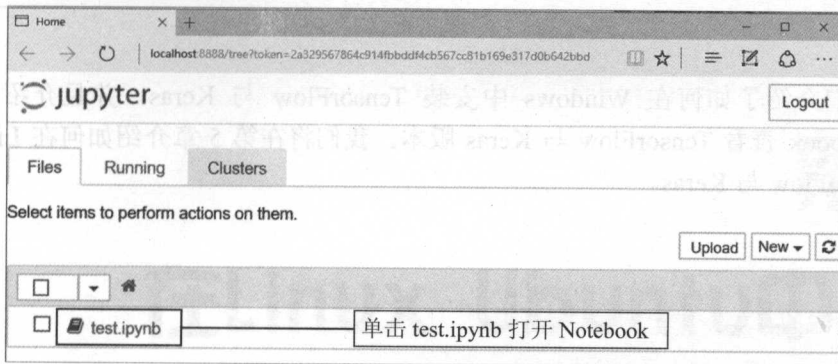 Home
localhost:8888/tree?token=2a329567864c914fbbddf4cb567cc81b169e317d0b642bbd
jupyter
Logout
Files Running Clusters
Select items to perform actions on them.
Upload New
test.ipynb
单击 test.ipynb 打开 Notebook